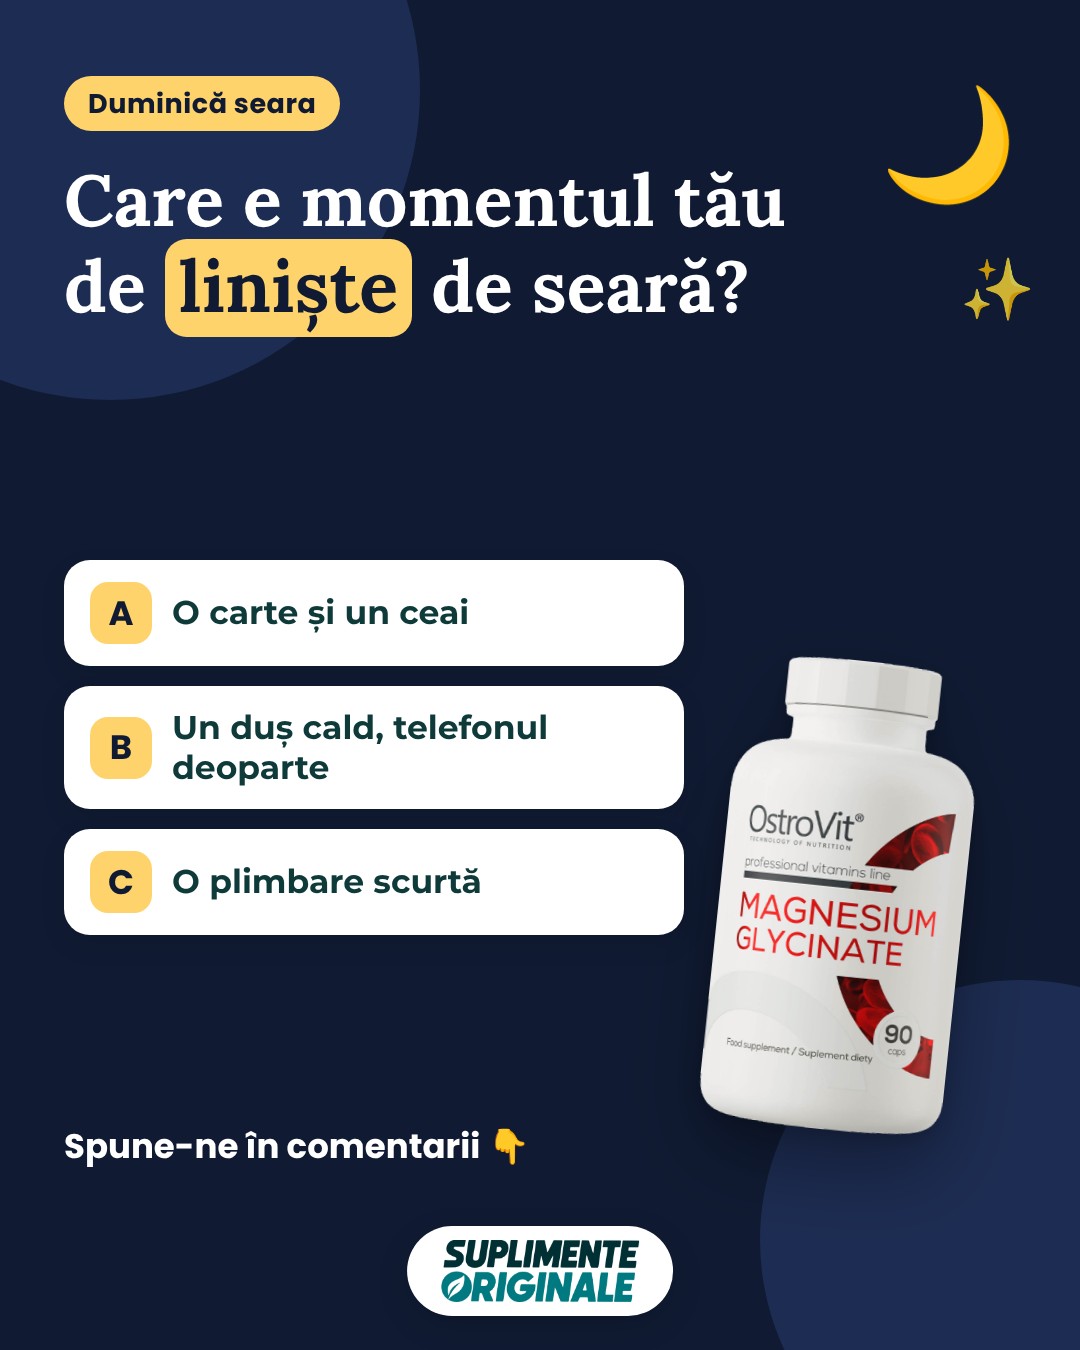 Duminică seara
Care e momentul tău
de liniște de seară?
A
O carte și un ceai
B
Un duș cald, telefonul
deoparte
C
O plimbare scurtă
OstroVit®
TECHNOLOGY OF NUTRITION
professional vitamins line
MAGNESIUM
GLYCINATE
90
caps
Food supplement / Suplement diety
Spune-ne în comentarii 👇
SUPLIMENTE
ORIGINALE